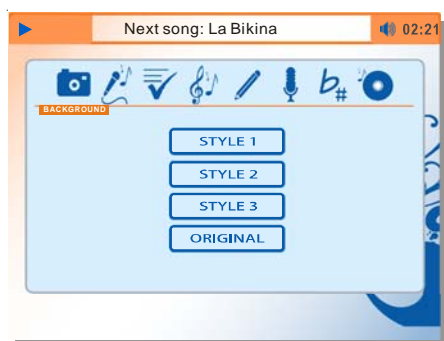 Next song: La Bikina
02:21
BACKGROUND
STYLE 1
STYLE 2
STYLE 3
ORIGINAL